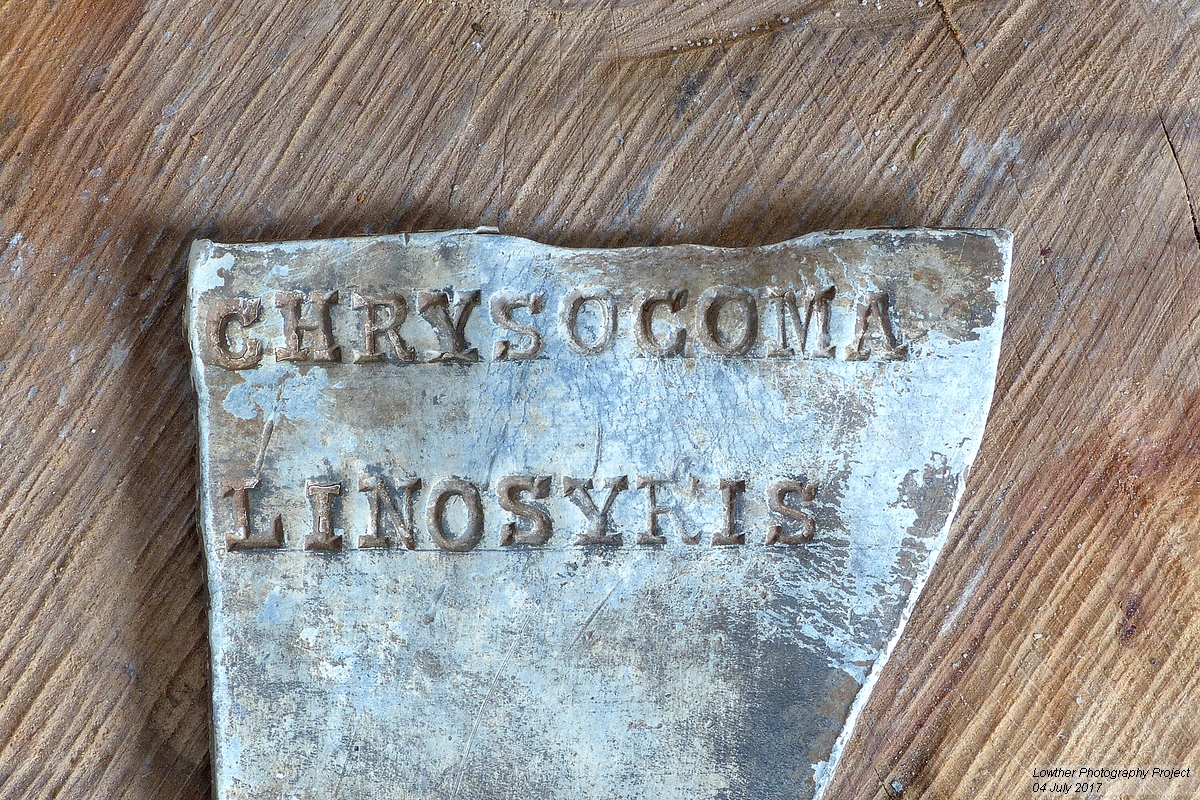 CHRYSOCOMA
LINOSYRIS
Lowther Photography Project
04 July 2017